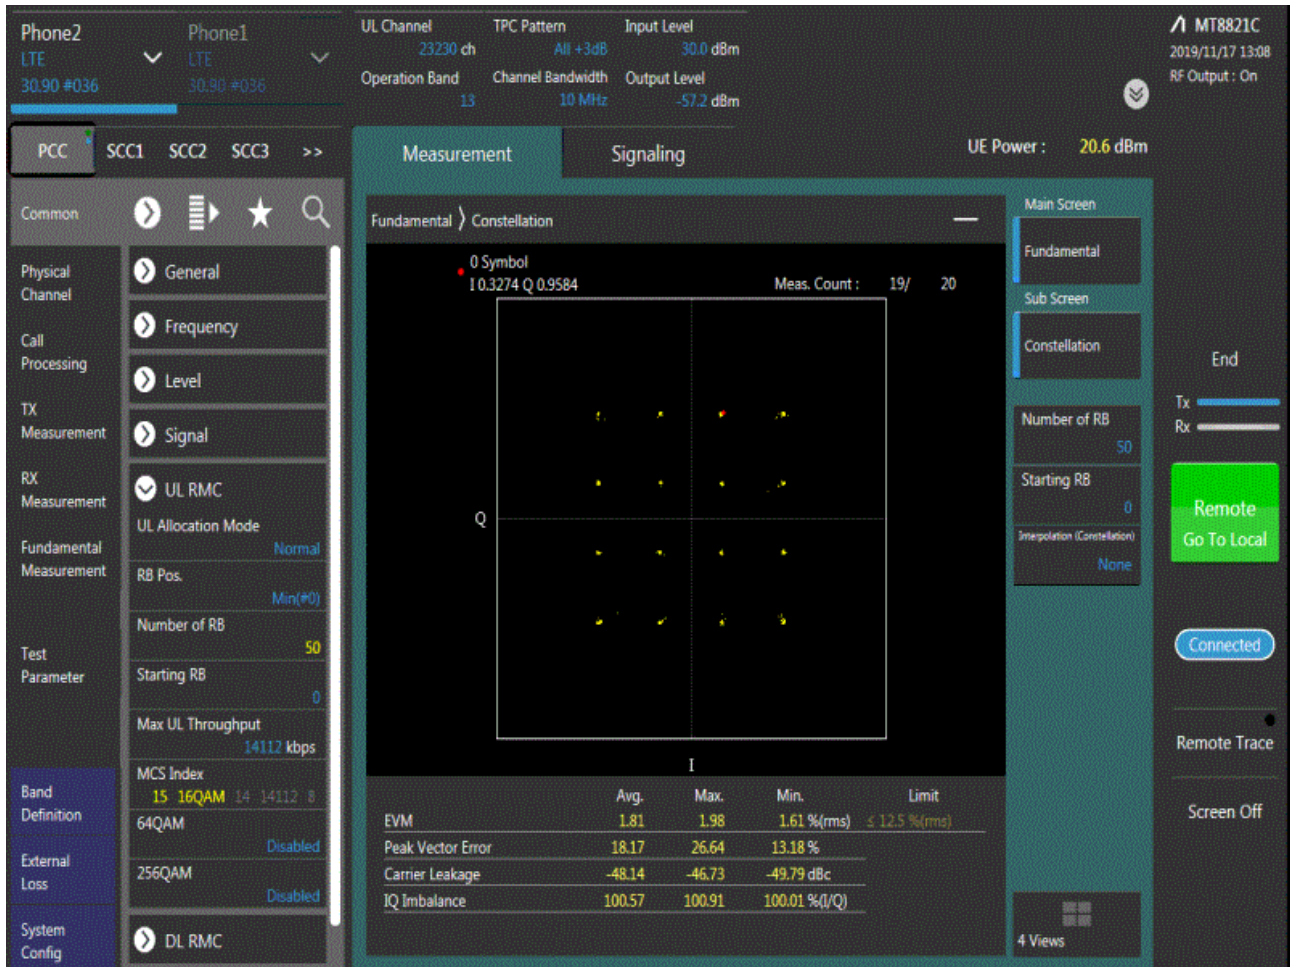 Phone2
LTE
30.90 #036
Phone1
LTE
30.90 #036
UL Channel
23230 ch
TPC Pattern
All +3dB
Input Level
30.0 dBm
Operation Band
13
Channel Bandwidth
10 MHz
Output Level
-57.2 dBm
MT8821C
2019/11/17 13:08
RF Output : On
PCC SCC1 SCC2 SCC3 >>
Measurement
Signaling
UE Power : 20.6 dBm
Common
Physical
Channel
Call
Processing
TX
Measurement
RX
Measurement
Fundamental
Measurement
Test
Parameter
Band
Definition
External
Loss
System
Config
General
Frequency
Level
Signal
UL RMC
UL Allocation Mode
Normal
RB Pos.
Min(#0)
Number of RB
50
Starting RB
0
Max UL Throughput
14112 kbps
MCS Index
15 16QAM 14 14112 8
64QAM
Disabled
256QAM
Disabled
DL RMC
Fundamental 〉 Constellation
0 Symbol
I 0.3274 Q 0.9584
Meas. Count : 19/ 20
Q
I
Avg. Max. Min. Limit
EVM 1.81 1.98 1.61 %(rms) ≤ 12.5 %(rms)
Peak Vector Error 18.17 26.64 13.18 %
Carrier Leakage -48.14 -46.73 -49.79 dBc
IQ Imbalance 100.57 100.91 100.01 %(I/Q)
Main Screen
Fundamental
Sub Screen
Constellation
Number of RB
50
Starting RB
0
Interpolation (Constellation)
None
4 Views
End
Tx
Rx
Remote
Go To Local
Connected
Remote Trace
Screen Off